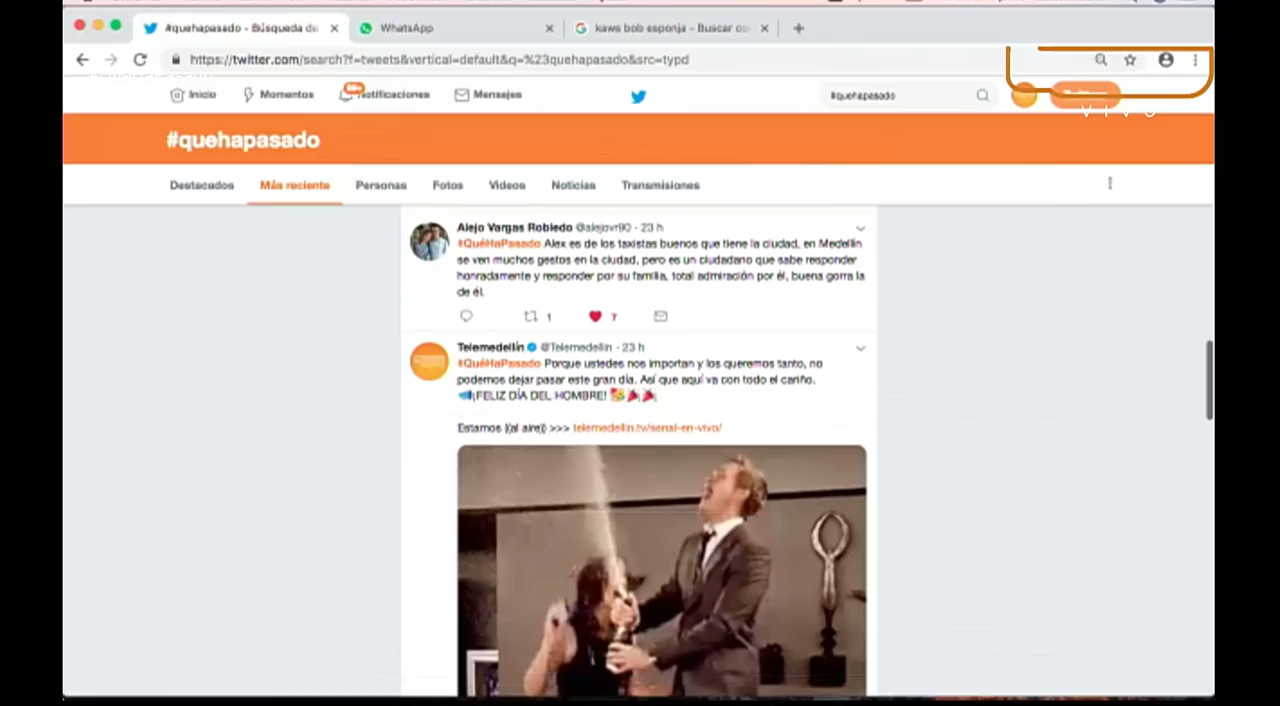 #quehapasado - Búsqueda de
WhatsApp
kaws bob esponja - Buscar co
https://twitter.com/search?f=tweets&vertical=default&q=%23quehapasado&src=typd
Inicio
Momentos
Notificaciones
Mensajes
#quehapasado
VIVO
#quehapasado
Destacados
Más reciente
Personas
Fotos
Videos
Noticias
Transmisiones
Alejo Vargas Robledo @alejovr90 · 23 h
#QuéHaPasado Alex es de los taxistas buenos que tiene la ciudad, en Medellín
se ven muchos gestos en la ciudad, pero es un ciudadano que sabe responder
honradamente y responder por su familia, total admiración por él, buena gorra la
de él.
1
7
Telemedellín @Telemedellin · 23 h
#QuéHaPasado Porque ustedes nos importan y los queremos tanto, no
podemos dejar pasar este gran día. Así que aquí va con todo el cariño.
¡FELIZ DÍA DEL HOMBRE!
Estamos ((al aire)) >>> telemedellin.tv/senal-en-vivo/